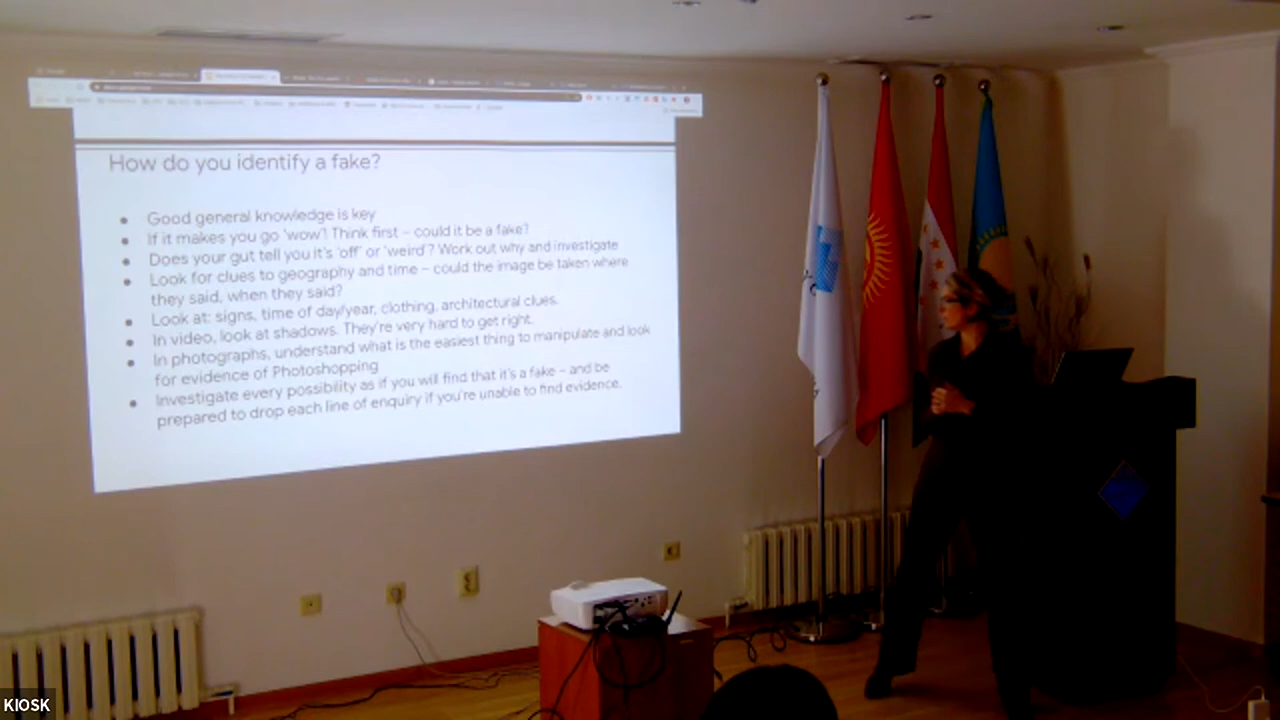 How do you identify a fake?
Good general knowledge is key
If it makes you go 'wow'! Think first – could it be a fake?
Does your gut tell you it's 'off' or 'weird'? Work out why and investigate
Look for clues to geography and time – could the image be taken where
they said, when they said?
Look at: signs, time of day/year, clothing, architectural clues.
In video, look at shadows. They're very hard to get right.
In photographs, understand what is the easiest thing to manipulate and look
for evidence of Photoshopping
Investigate every possibility as if you will find that it's a fake – and be
prepared to drop each line of enquiry if you're unable to find evidence.
KIOSK